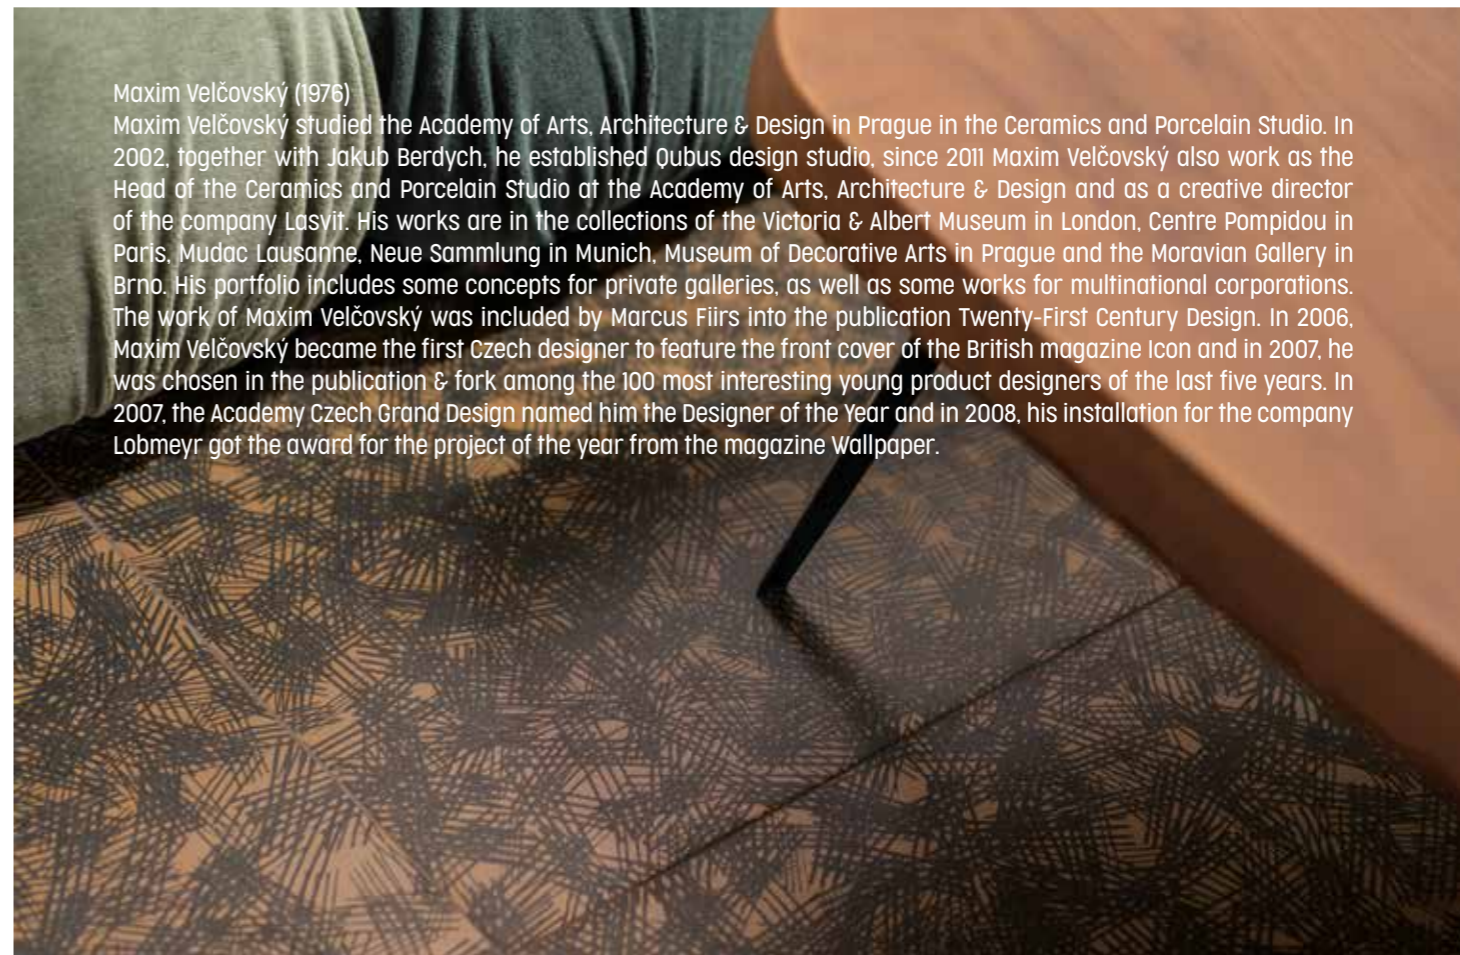 Maxim Velčovský (1976)
Maxim Velčovský studied the Academy of Arts, Architecture & Design in Prague in the Ceramics and Porcelain Studio. In
2002, together with Jakub Berdych, he established Qubus design studio, since 2011 Maxim Velčovský also work as the
Head of the Ceramics and Porcelain Studio at the Academy of Arts, Architecture & Design and as a creative director
of the company Lasvit. His works are in the collections of the Victoria & Albert Museum in London, Centre Pompidou in
Paris, Mudac Lausanne, Neue Sammlung in Munich, Museum of Decorative Arts in Prague and the Moravian Gallery in
Brno. His portfolio includes some concepts for private galleries, as well as some works for multinational corporations.
The work of Maxim Velčovský was included by Marcus Fiirs into the publication Twenty-First Century Design. In 2006,
Maxim Velčovský became the first Czech designer to feature the front cover of the British magazine Icon and in 2007, he
was chosen in the publication & fork among the 100 most interesting young product designers of the last five years. In
2007, the Academy Czech Grand Design named him the Designer of the Year and in 2008, his installation for the company
Lobmeyr got the award for the project of the year from the magazine Wallpaper.